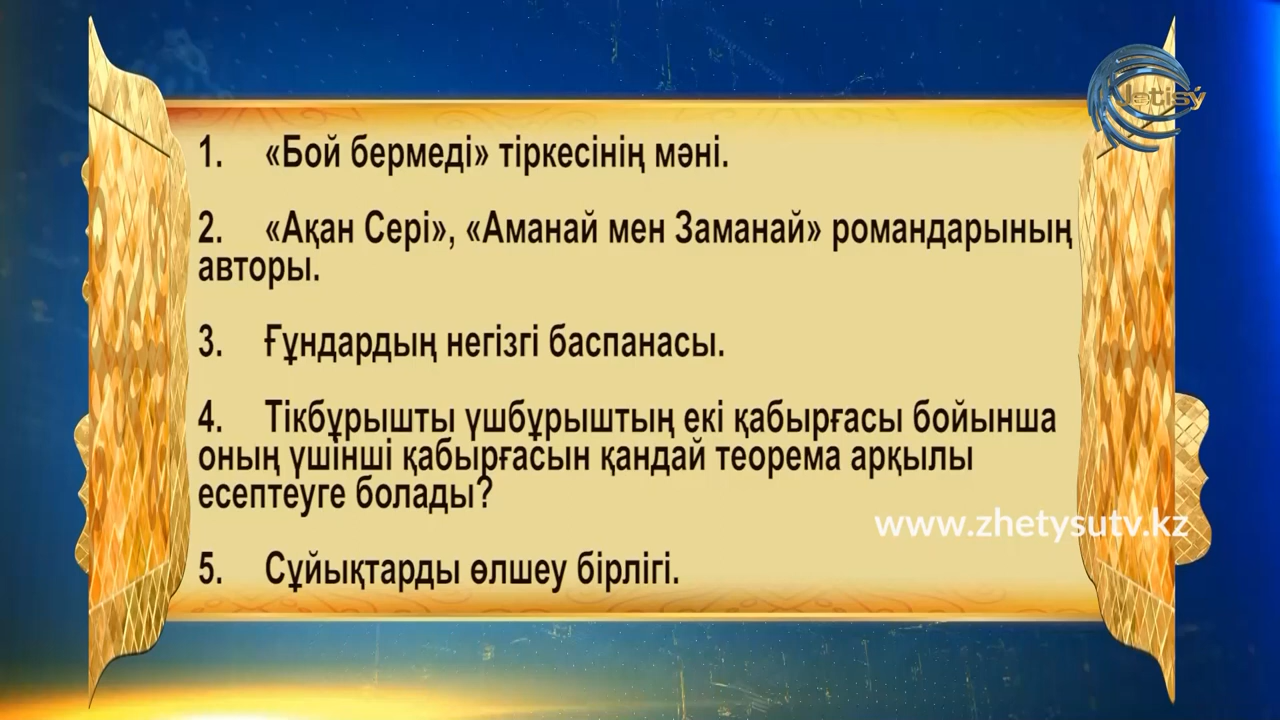 Jetisý
1. «Бой бермеді» тіркесінің мәні.
2. «Ақан Сері», «Аманай мен Заманай» романдарының
авторы.
3. Ғұндардың негізгі баспанасы.
4. Тікбұрышты үшбұрыштың екі қабырғасы бойынша
оның үшінші қабырғасын қандай теорема арқылы
есептеуге болады?
www.zhetysutv.kz
5. Сұйықтарды өлшеу бірлігі.